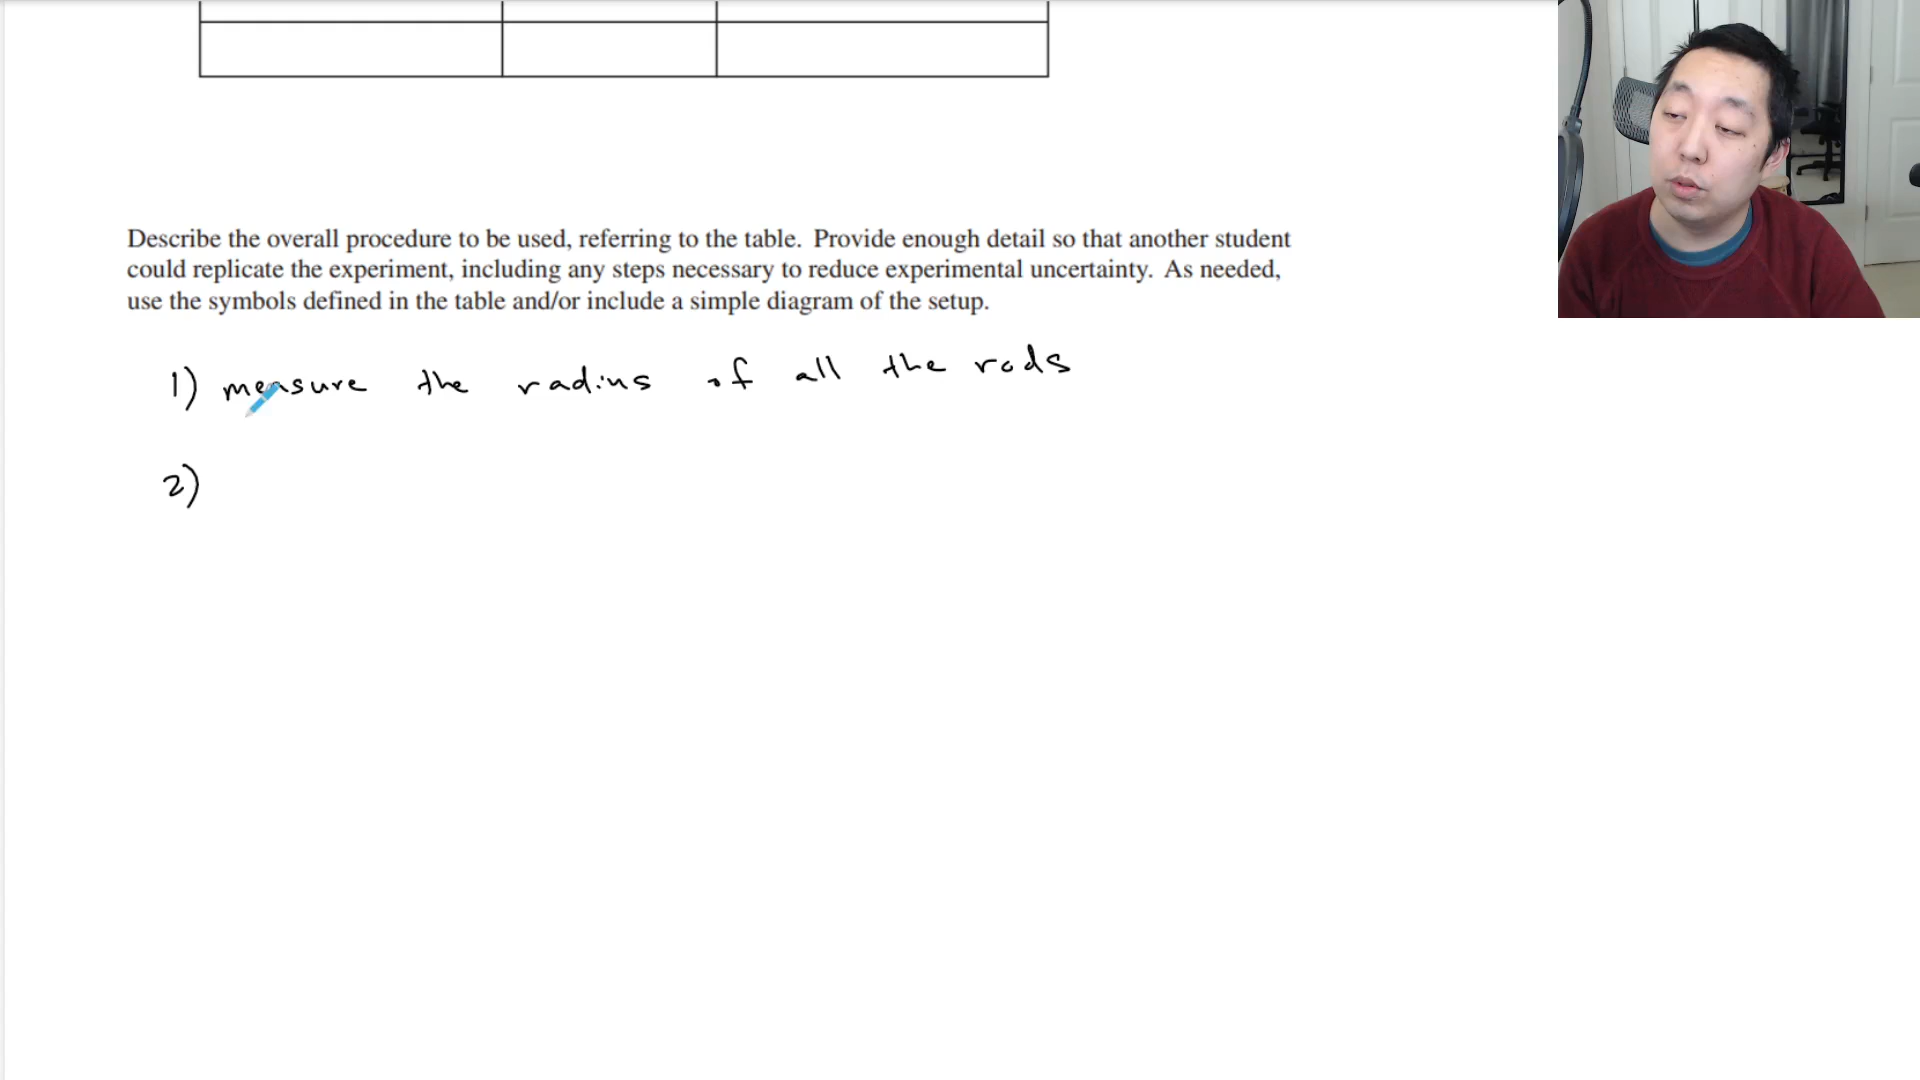 Describe the overall procedure to be used, referring to the table. Provide enough detail so that another student
could replicate the experiment, including any steps necessary to reduce experimental uncertainty. As needed,
use the symbols defined in the table and/or include a simple diagram of the setup.
1) measure the radius of all the rods
2)